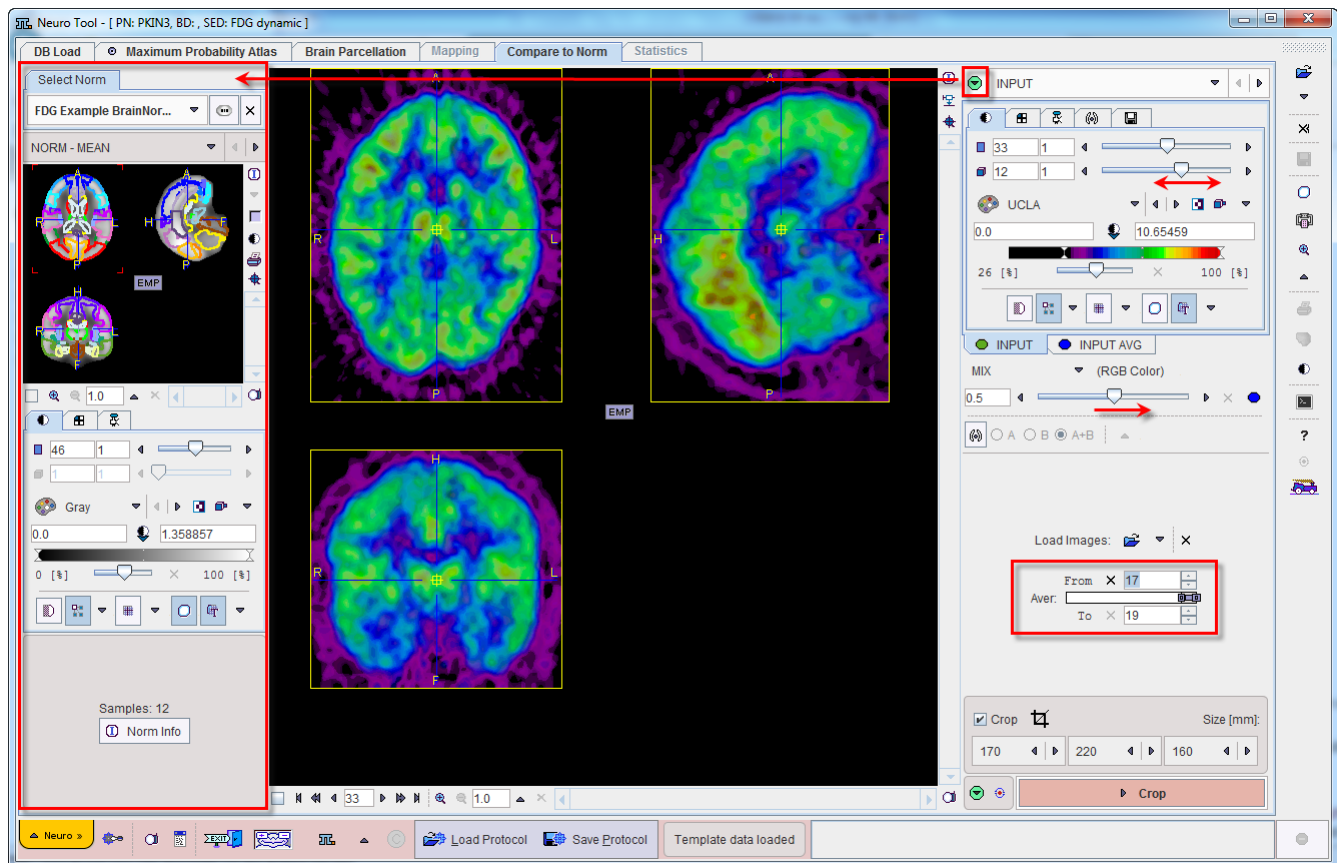 Neuro Tool - [ PN: PKIN3, BD: , SED: FDG dynamic ]
DB Load Maximum Probability Atlas Brain Parcellation Mapping Compare to Norm Statistics
Select Norm
FDG Example BrainNor...
NORM - MEAN
A A
R L H F
P P
EMP
H
R L
F
1.0
46 1
1 1
Gray
0.0 1.358857
0 [%] 100 [%]
Samples: 12
Norm Info
A A
R L H F
P P
EMP
H
R L
F
33 1.0
INPUT
33 1
12 1
UCLA
0.0 10.65459
26 [%] 100 [%]
INPUT INPUT AVG
MIX (RGB Color)
0.5
A B A+B
Load Images:
From 17
Aver:
To 19
Crop Size [mm]:
170 220 160
Crop
?
Neuro » EXIT Load Protocol Save Protocol Template data loaded